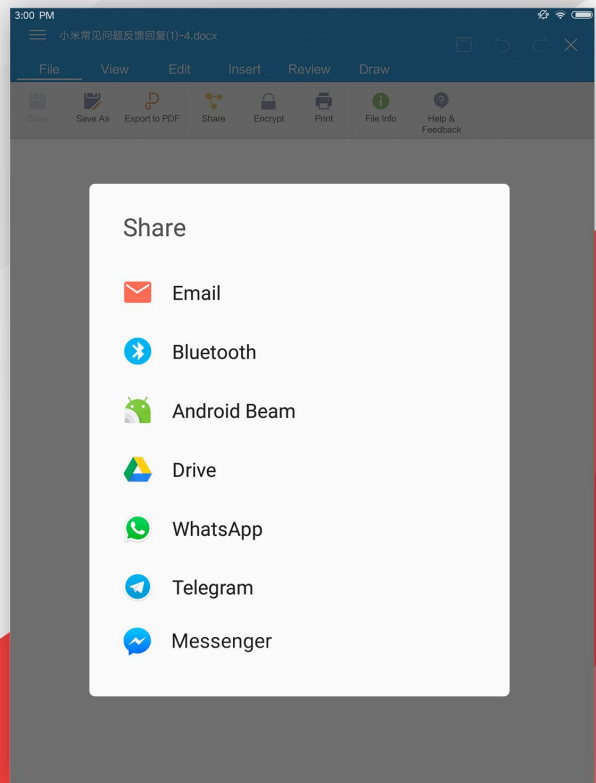 3:00 PM
小米常见问题反馈回复(1)-4.docx
File View Edit Insert Review Draw
Save Save As Export to PDF Share Encrypt Print File Info Help & Feedback
Share
Email
Bluetooth
Android Beam
Drive
WhatsApp
Telegram
Messenger